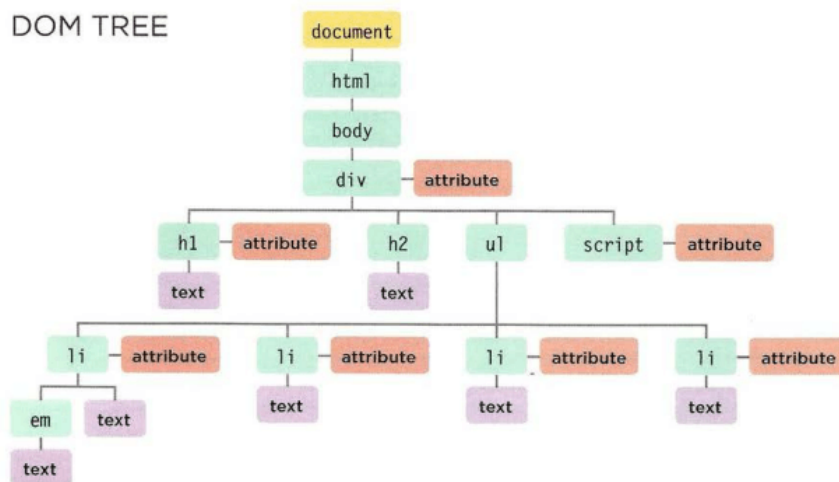 DOM TREE
document
html
body
div attribute
h1 attribute h2 ul script attribute
text text
li attribute li attribute li attribute li attribute
em text text text text
text